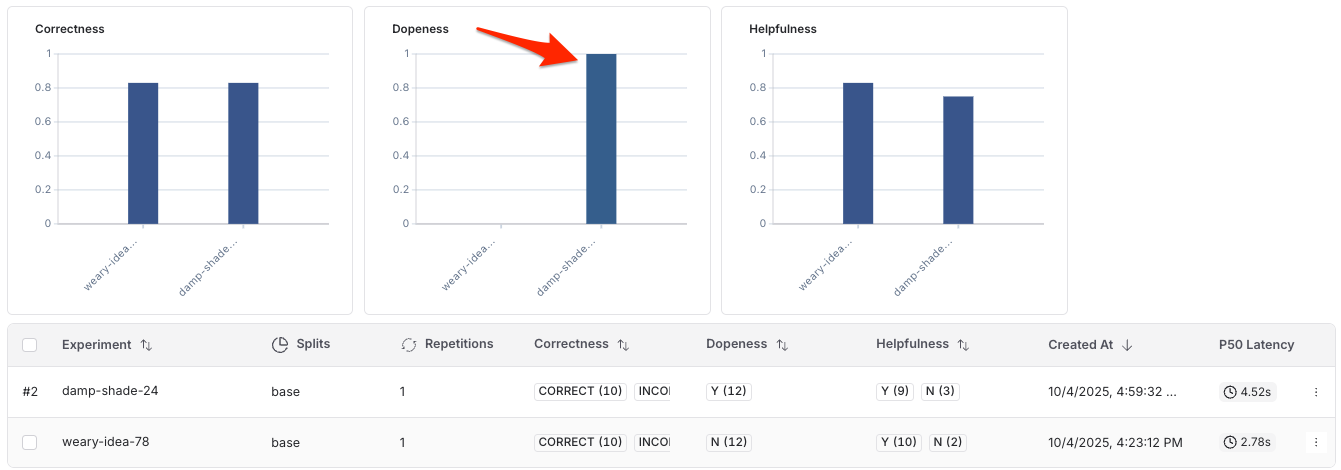 Correctness
1
0.8
0.6
0.4
0.2
0
weary-idea...
damp-shade...
Dopeness
1
0.8
0.6
0.4
0.2
0
weary-idea...
damp-shade...
Helpfulness
1
0.8
0.6
0.4
0.2
0
weary-idea...
damp-shade...
Experiment Splits Repetitions Correctness Dopeness Helpfulness Created At P50 Latency
#2 damp-shade-24 base 1 CORRECT (10) INCO Y (12) Y (9) N (3) 10/4/2025, 4:59:32 ... 4.52s
weary-idea-78 base 1 CORRECT (10) INCO N (12) Y (10) N (2) 10/4/2025, 4:23:12 PM 2.78s